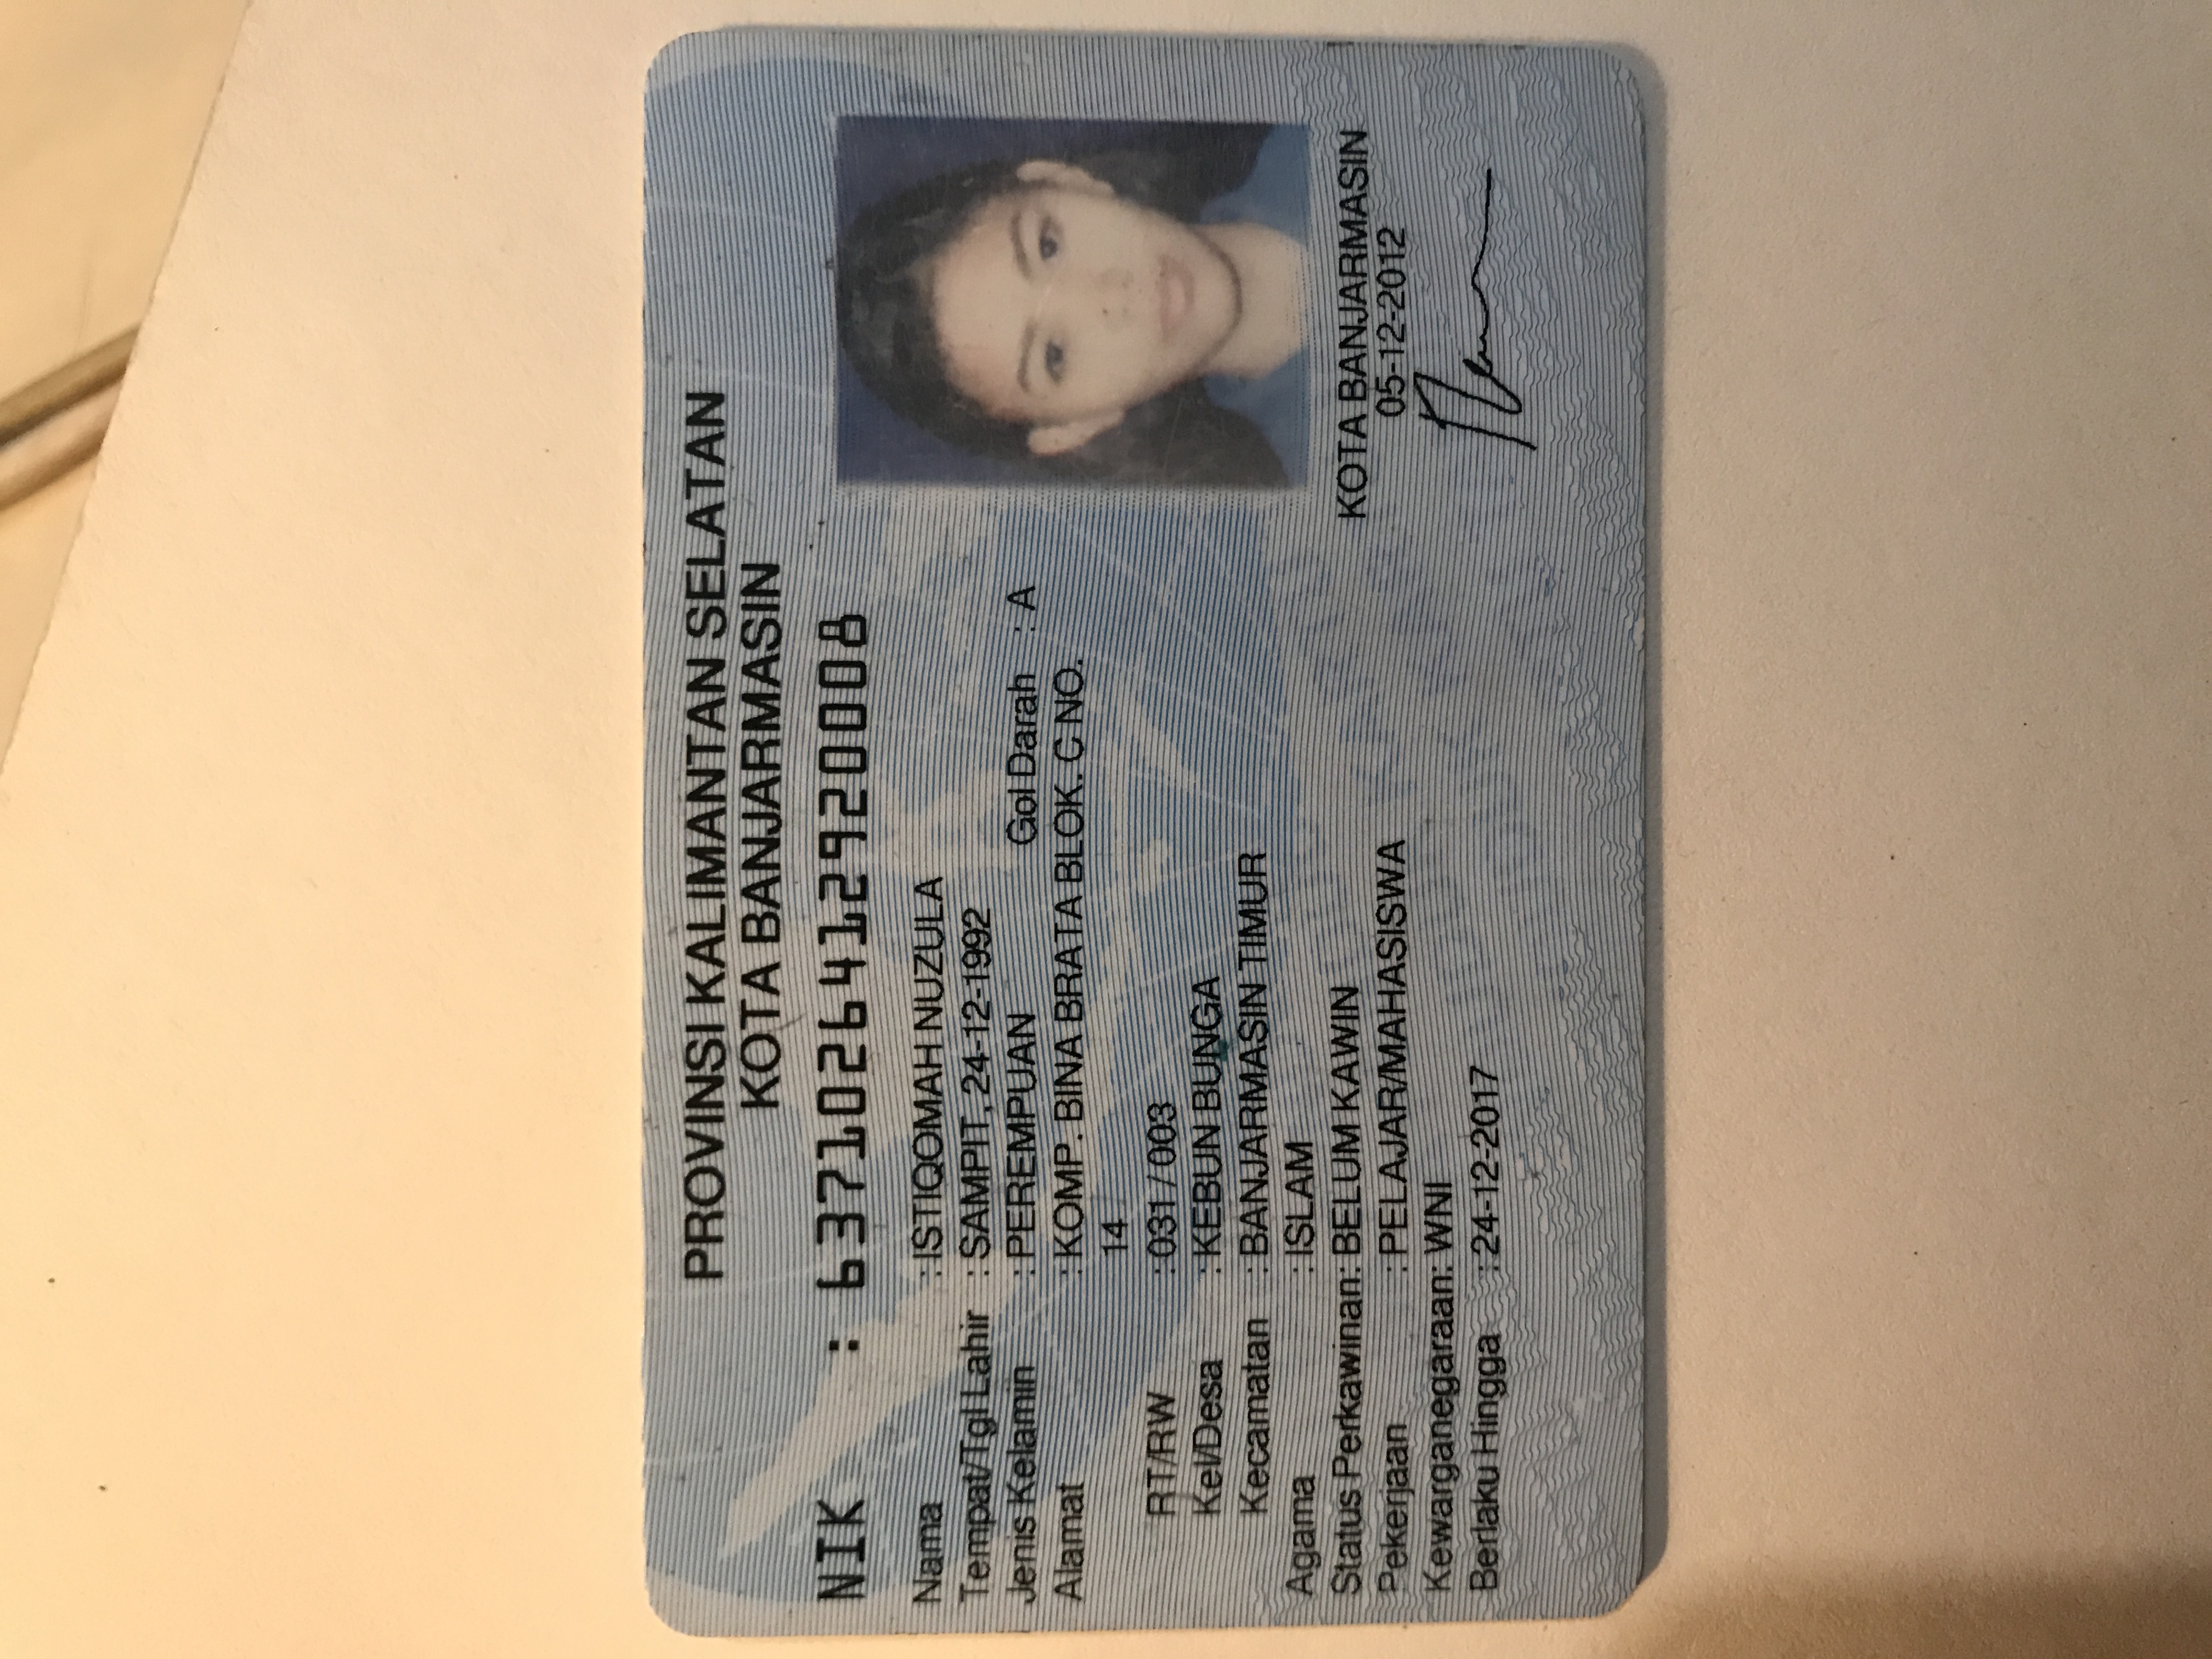 PROVINSI KALIMANTAN SELATAN
KOTA BANJARMASIN
NIK : 6371026412920008
Nama : ISTIQOMAH NUZULA
Tempat/Tgl Lahir : SAMPIT, 24-12-1992
Jenis Kelamin : PEREMPUAN Gol Darah : A
Alamat : KOMP. BINA BRATA BLOK. C NO.
14
RT/RW : 031 / 003
Kel/Desa : KEBUN BUNGA
Kecamatan : BANJARMASIN TIMUR
Agama : ISLAM
Status Perkawinan: BELUM KAWIN
Pekerjaan : PELAJAR/MAHASISWA
Kewarganegaraan: WNI
Berlaku Hingga : 24-12-2017
KOTA BANJARMASIN
05-12-2012